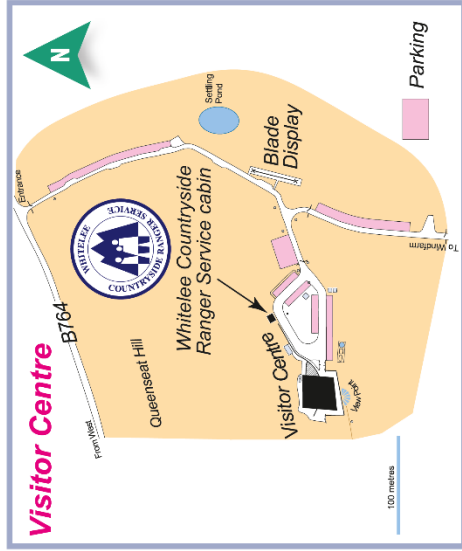 Visitor Centre
From West
B764
Entrance
N
Queenseat Hill
WHITELEE
COUNTRYSIDE RANGER SERVICE
Settling
Pond
Whitelee Countryside
Ranger Service cabin
Blade
Display
Visitor Centre
View Point
To Windfarm
100 metres
Parking